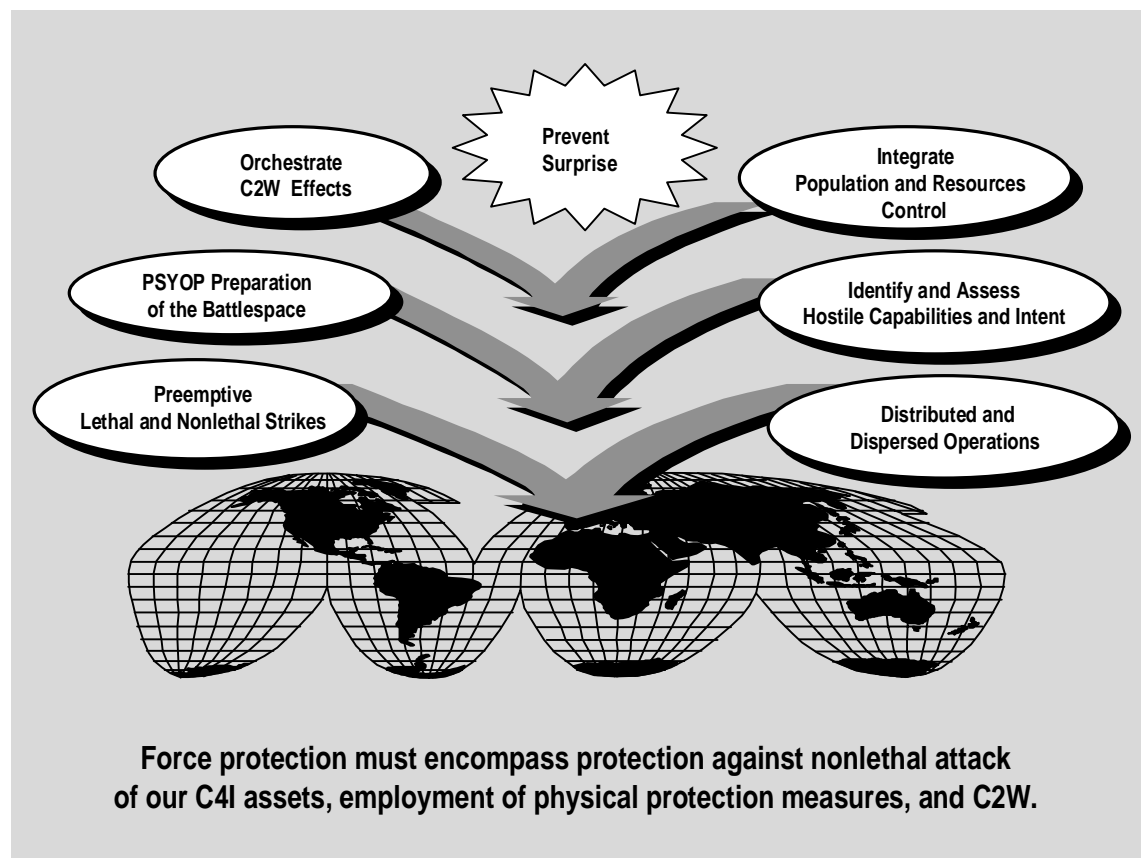 Prevent
Surprise
Orchestrate
C2W Effects
Integrate
Population and Resources
Control
PSYOP Preparation
of the Battlespace
Identify and Assess
Hostile Capabilities and Intent
Preemptive
Lethal and Nonlethal Strikes
Distributed and
Dispersed Operations
Force protection must encompass protection against nonlethal attack
of our C4I assets, employment of physical protection measures, and C2W.